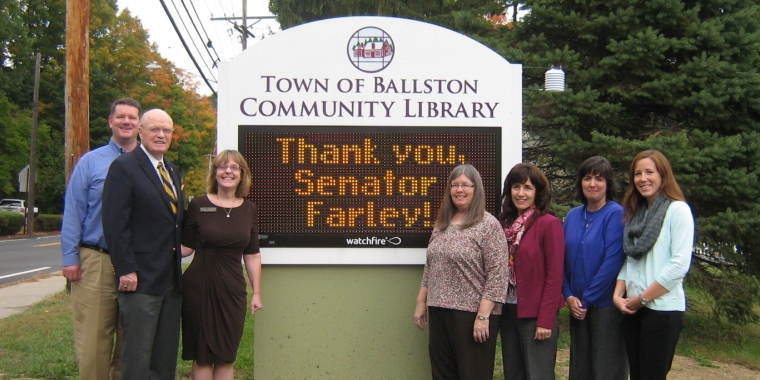 TOWN OF BALLSTON
COMMUNITY LIBRARY
Thank you,
Senator
Farley!
watchfire